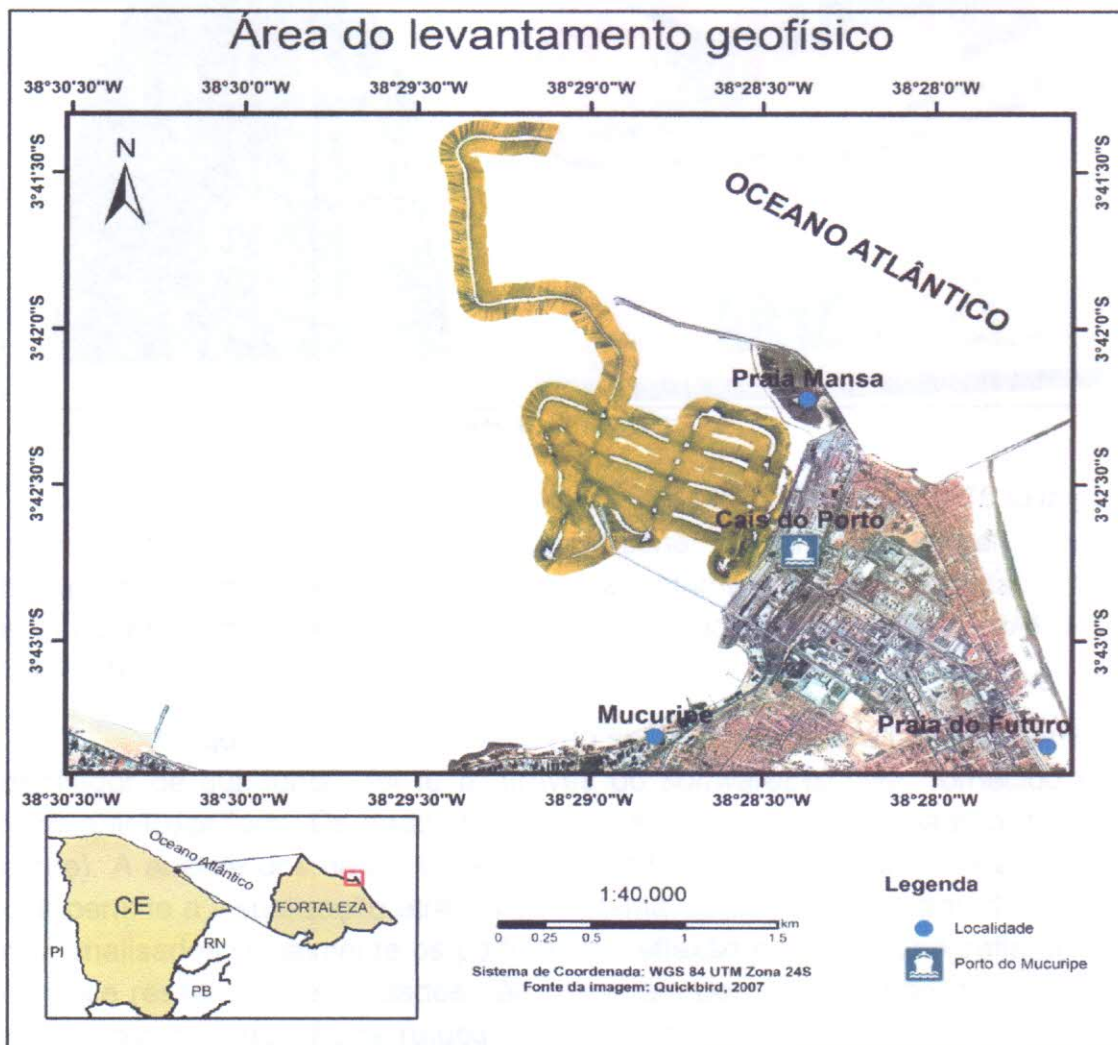 Área do levantamento geofísico
38°30'30"W 38°30'0"W 38°29'30"W 38°29'0"W 38°28'30"W 38°28'0"W
N
3°41'30"S
3°42'0"S
3°42'30"S
3°43'0"S
3°41'30"S
3°42'0"S
3°42'30"S
3°43'0"S
OCEANO ATLÂNTICO
Praia Mansa
Cais do Porto
Mucuripe
Praia do Futuro
38°30'30"W 38°30'0"W 38°29'30"W 38°29'0"W 38°28'30"W 38°28'0"W
Oceano Atlântico
CE
PI
RN
PB
FORTALEZA
1:40,000
0 0.25 0.5 1 1.5 km
Sistema de Coordenada: WGS 84 UTM Zona 24S
Fonte da imagem: Quickbird, 2007
Legenda
Localidade
Porto do Mucuripe